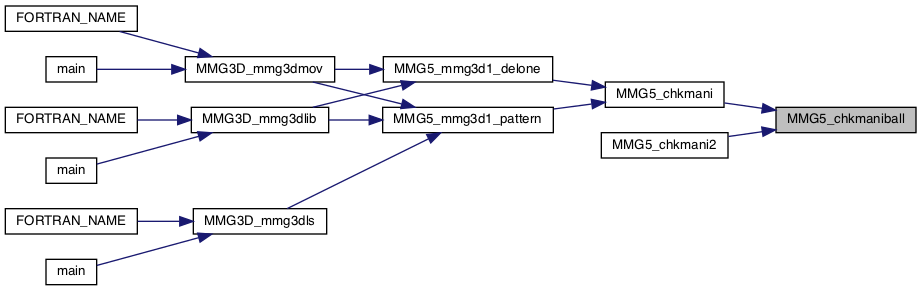 FORTRAN_NAME
main
MMG3D_mmg3dmov
MMG5_mmg3d1_delone
MMG5_chkmani
FORTRAN_NAME
MMG3D_mmg3dlib
MMG5_mmg3d1_pattern
MMG5_chkmaniball
MMG5_chkmani2
main
FORTRAN_NAME
MMG3D_mmg3dls
main